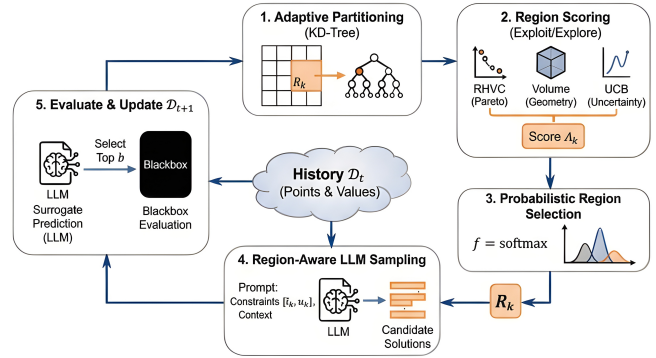 1. Adaptive Partitioning
(KD-Tree)
R_k
2. Region Scoring
(Exploit/Explore)
RHVC
(Pareto)
Volume
(Geometry)
UCB
(Uncertainty)
Score Λ_k
3. Probabilistic Region
Selection
f = softmax
R_k
4. Region-Aware LLM Sampling
Prompt:
Constraints [l_k, u_k],
Context
LLM
Candidate
Solutions
5. Evaluate & Update 𝒟_{t+1}
Select
Top b
Blackbox
LLM
Surrogate
Prediction
(LLM)
Blackbox
Evaluation
History 𝒟_t
(Points & Values)